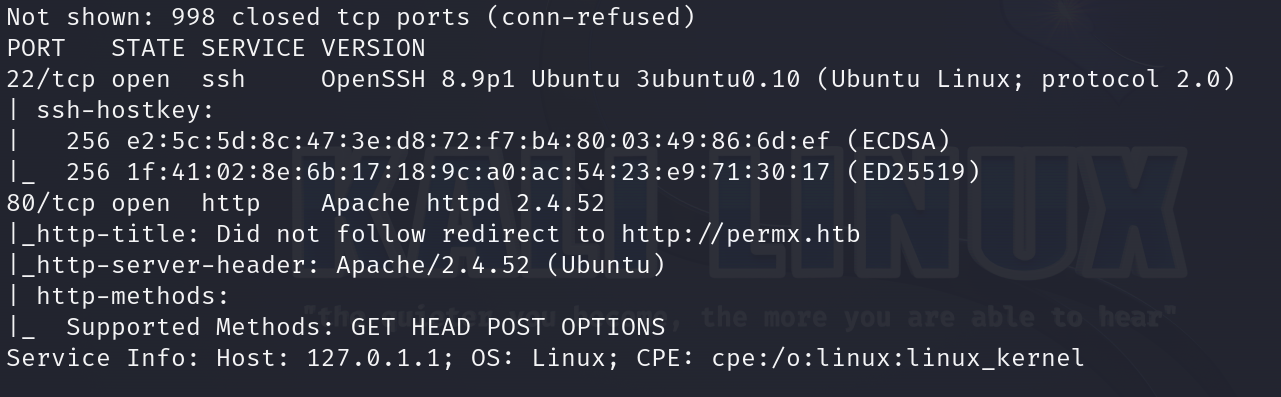 Not shown: 998 closed tcp ports (conn-refused)
PORT   STATE SERVICE VERSION
22/tcp open  ssh     OpenSSH 8.9p1 Ubuntu 3ubuntu0.10 (Ubuntu Linux; protocol 2.0)
| ssh-hostkey:
|   256 e2:5c:5d:8c:47:3e:d8:72:f7:b4:80:03:49:86:6d:ef (ECDSA)
|_  256 1f:41:02:8e:6b:17:18:9c:a0:ac:54:23:e9:71:30:17 (ED25519)
80/tcp open  http    Apache httpd 2.4.52
|_http-title: Did not follow redirect to http://permx.htb
|_http-server-header: Apache/2.4.52 (Ubuntu)
| http-methods:
|_  Supported Methods: GET HEAD POST OPTIONS
Service Info: Host: 127.0.1.1; OS: Linux; CPE: cpe:/o:linux:linux_kernel
KALI LINUX
"the quieter you become, the more you are able to hear"